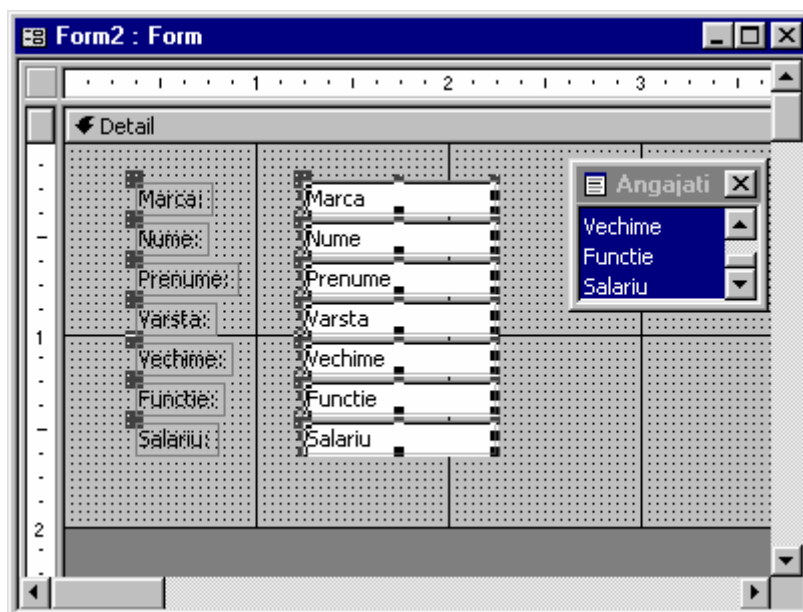 Form2 : Form
1 2 3
Detail
Marca: Marca
Nume: Nume
Prenume: Prenume
Varsta: Varsta
Vechime: Vechime
Functie: Functie
Salariu: Salariu
Angajati
Vechime
Functie
Salariu
1
2